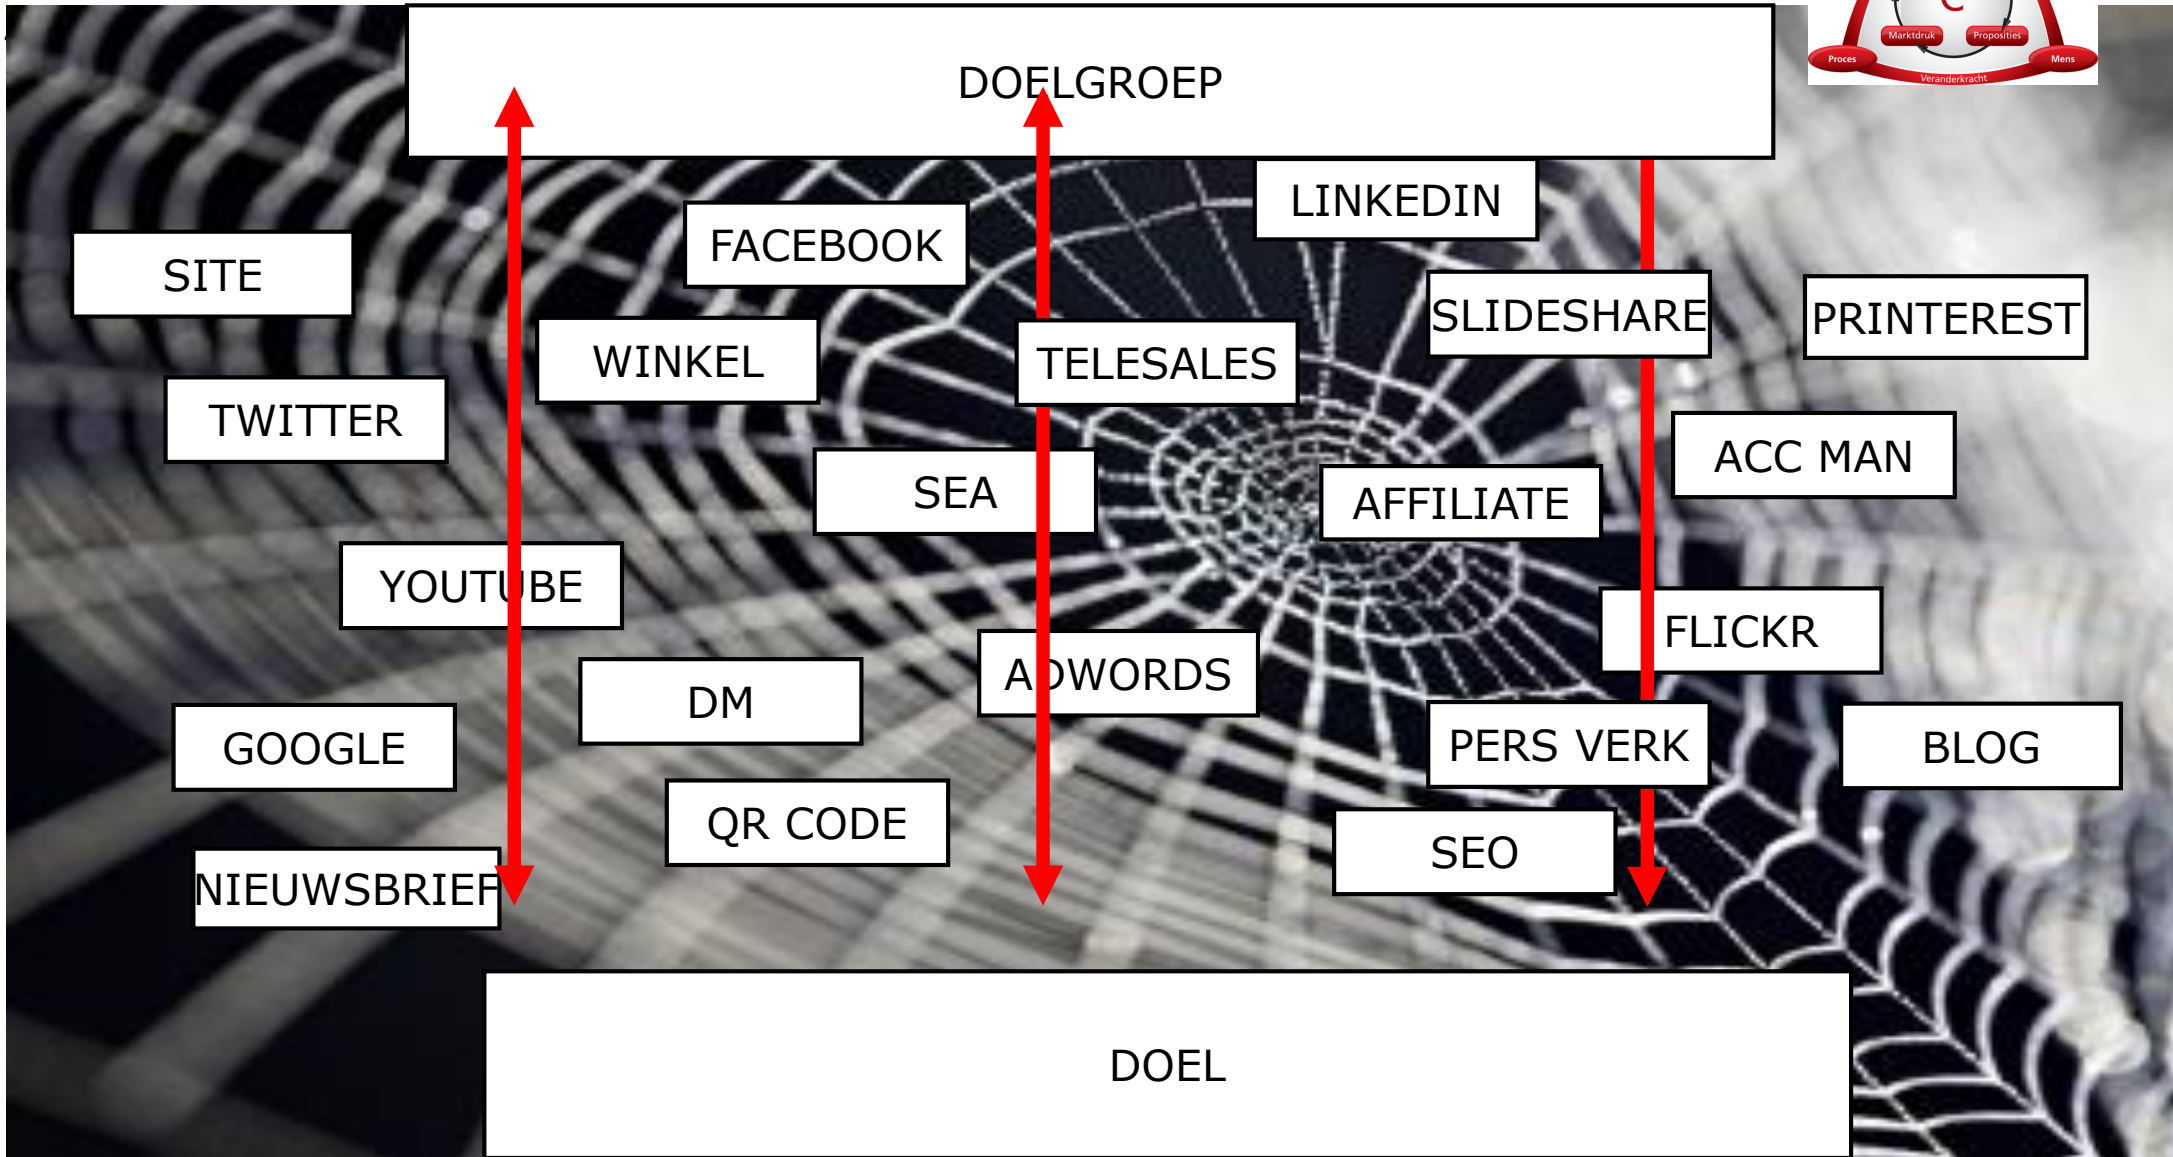 C
Marktdruk
Proposities
Proces
Mens
Veranderkracht
DOELGROEP
LINKEDIN
FACEBOOK
SITE
SLIDESHARE
PRINTEREST
WINKEL
TELESALES
TWITTER
ACC MAN
SEA
AFFILIATE
YOUTUBE
FLICKR
ADWORDS
DM
GOOGLE
PERS VERK
BLOG
QR CODE
SEO
NIEUWSBRIEF
DOEL